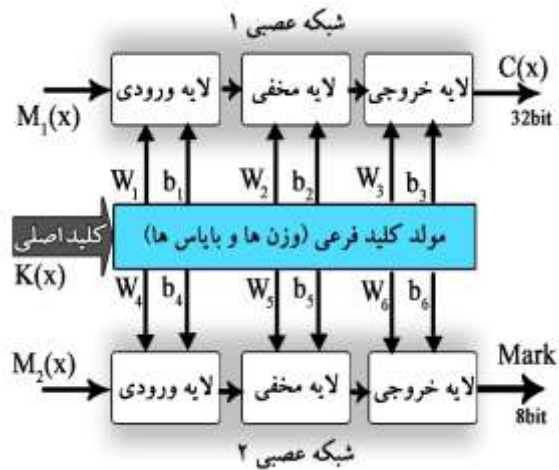 شبکه عصبی ۱
M₁(x)
لایه ورودی
لایه مخفی
لایه خروجی
C(x)
32bit
W₁ b₁ W₂ b₂ W₃ b₃
کلید اصلی
K(x)
مولد کلید فرعی (وزن ها و بایاس ها)
W₄ b₄ W₅ b₅ W₆ b₆
M₂(x)
لایه ورودی
لایه مخفی
لایه خروجی
Mark
8bit
شبکه عصبی ۲